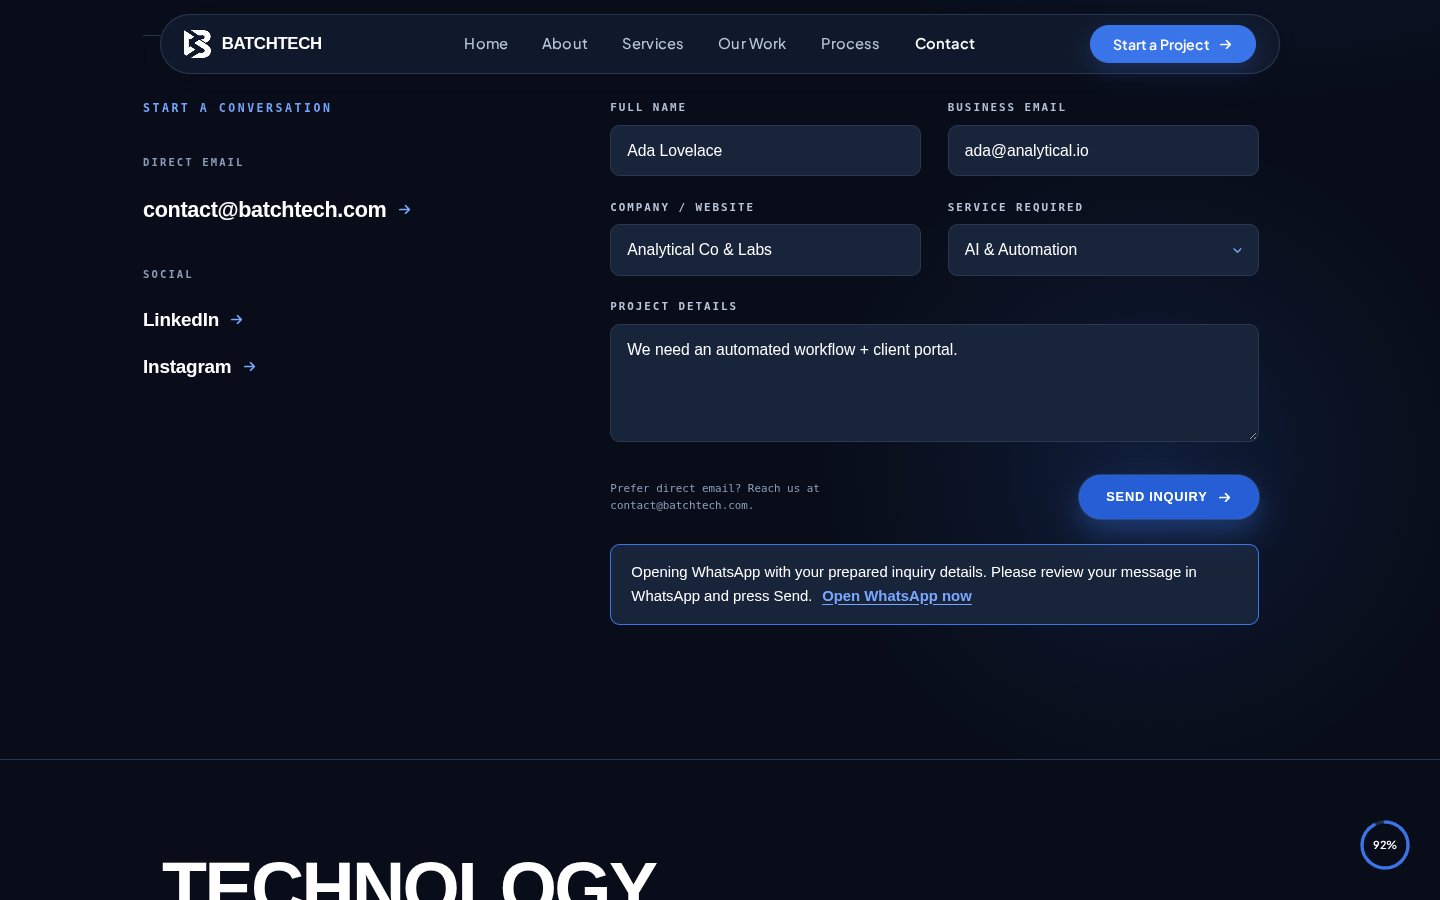 BATCHTECH
Home
About
Services
Our Work
Process
Contact
Start a Project
START A CONVERSATION
DIRECT EMAIL
contact@batchtech.com
SOCIAL
LinkedIn
Instagram
FULL NAME
Ada Lovelace
BUSINESS EMAIL
ada@analytical.io
COMPANY / WEBSITE
Analytical Co & Labs
SERVICE REQUIRED
AI & Automation
PROJECT DETAILS
We need an automated workflow + client portal.
Prefer direct email? Reach us at
contact@batchtech.com.
SEND INQUIRY
Opening WhatsApp with your prepared inquiry details. Please review your message in
WhatsApp and press Send. Open WhatsApp now
TECHNOLOGY
92%